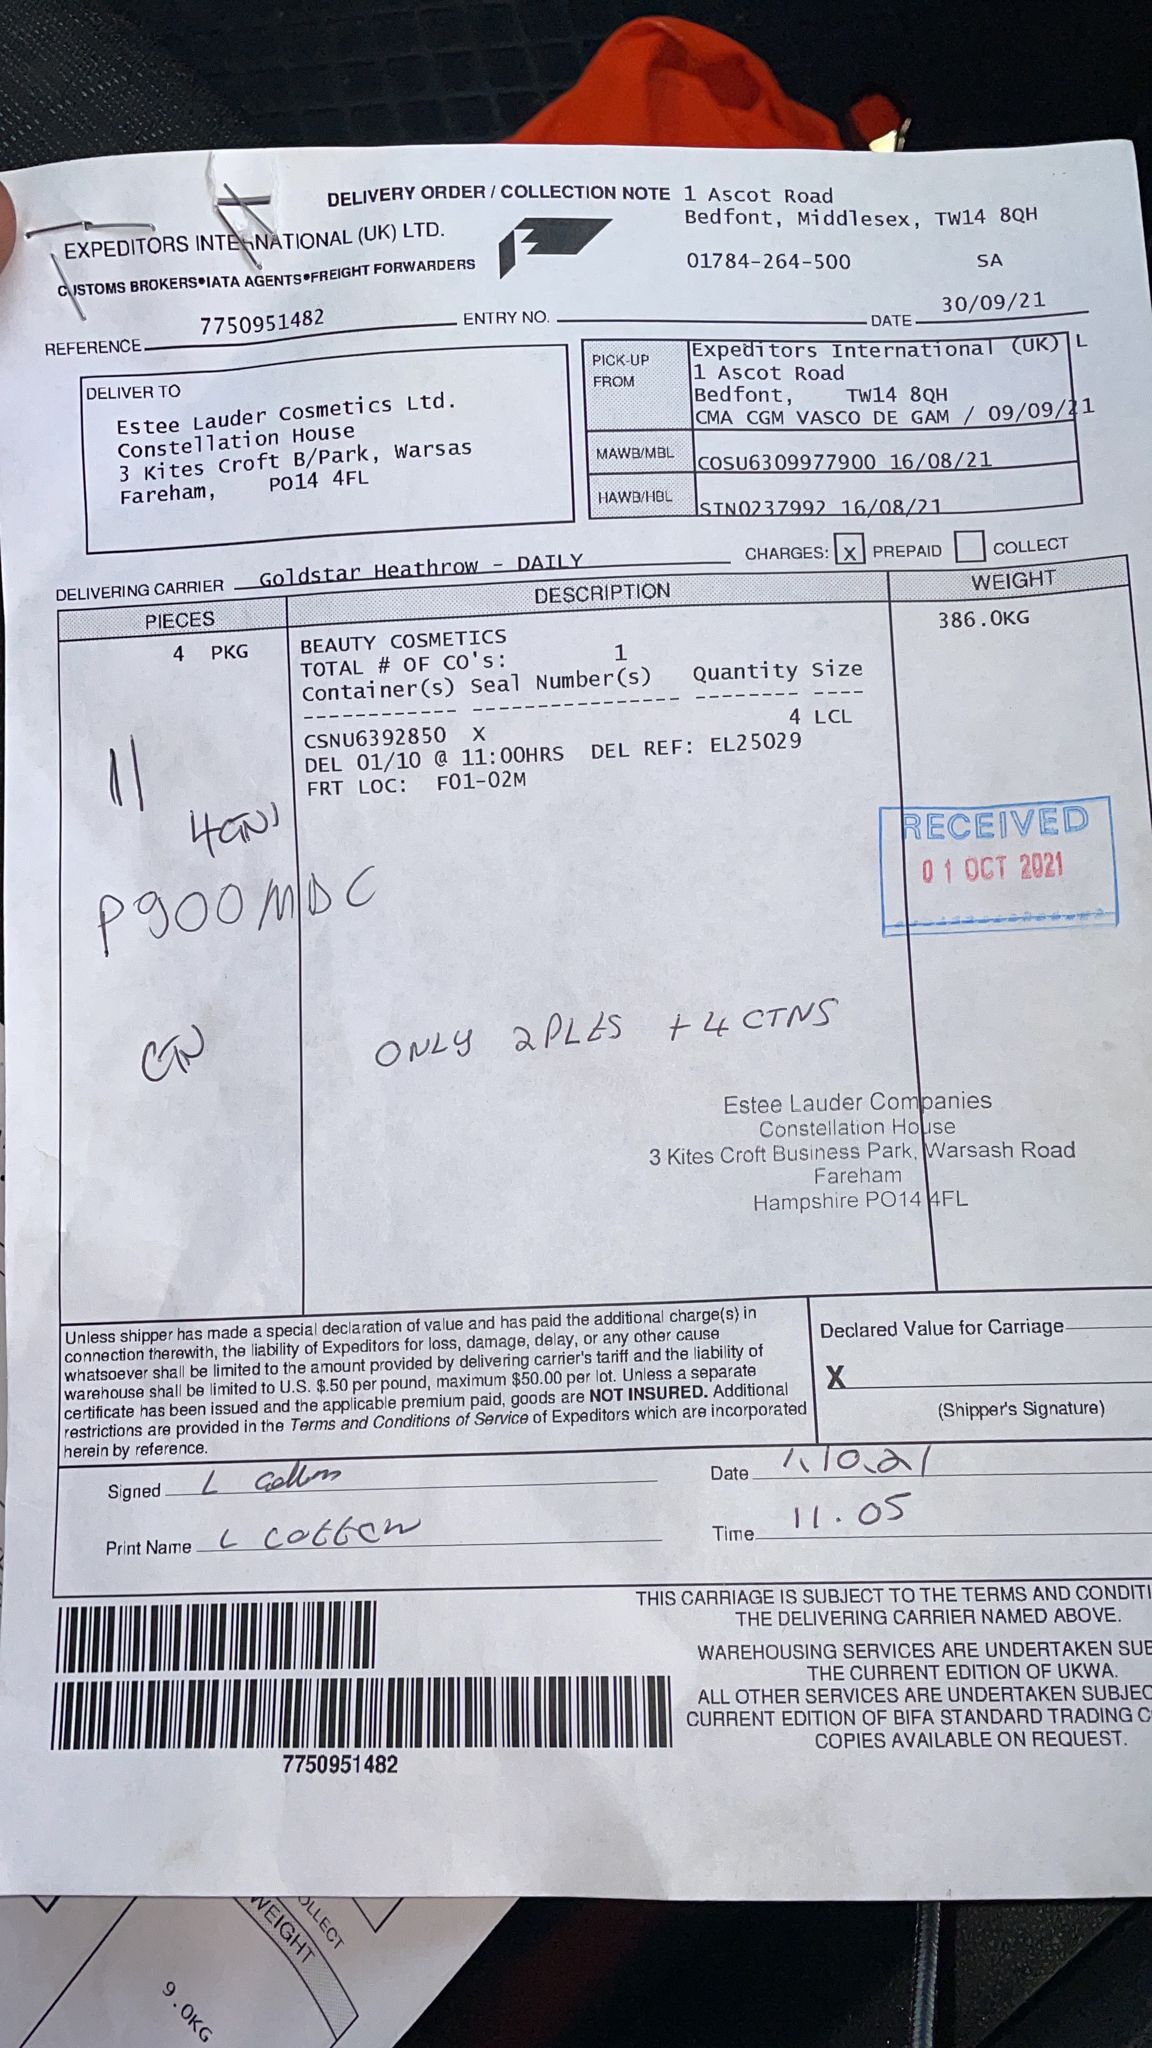 DELIVERY ORDER / COLLECTION NOTE
1 Ascot Road
Bedfont, Middlesex, TW14 8QH
EXPEDITORS INTERNATIONAL (UK) LTD.
CUSTOMS BROKERS•IATA AGENTS•FREIGHT FORWARDERS
01784-264-500 SA
REFERENCE 7750951482 ENTRY NO. DATE 30/09/21
DELIVER TO
Estee Lauder Cosmetics Ltd.
Constellation House
3 Kites Croft B/Park, Warsas
Fareham, PO14 4FL
PICK-UP FROM
Expeditors International (UK) L
1 Ascot Road
Bedfont, TW14 8QH
CMA CGM VASCO DE GAM / 09/09/21
MAWB/MBL COSU6309977900 16/08/21
HAWB/HBL STN0237992 16/08/21
DELIVERING CARRIER Goldstar Heathrow - DAILY CHARGES: X PREPAID COLLECT
PIECES DESCRIPTION WEIGHT
4 PKG BEAUTY COSMETICS 386.0KG
TOTAL # OF CO's: 1
Container(s) Seal Number(s) Quantity Size
------------ ---------------- -------- ----
CSNU6392850 X 4 LCL
DEL 01/10 @ 11:00HRS DEL REF: EL25029
FRT LOC: F01-02M
RECEIVED
01 OCT 2021
P900MDC
CTN
ONLY 2PLTS + 4 CTNS
Estee Lauder Companies
Constellation House
3 Kites Croft Business Park, Warsash Road
Fareham
Hampshire PO14 4FL
Unless shipper has made a special declaration of value and has paid the additional charge(s) in
connection therewith, the liability of Expeditors for loss, damage, delay, or any other cause
whatsoever shall be limited to the amount provided by delivering carrier's tariff and the liability of
warehouse shall be limited to U.S. $.50 per pound, maximum $50.00 per lot. Unless a separate
certificate has been issued and the applicable premium paid, goods are NOT INSURED. Additional
restrictions are provided in the Terms and Conditions of Service of Expeditors which are incorporated
herein by reference.
Declared Value for Carriage
X
(Shipper's Signature)
Signed L
Date 1.10.21
Print Name L cotten
Time 11.05
THIS CARRIAGE IS SUBJECT TO THE TERMS AND CONDITI
THE DELIVERING CARRIER NAMED ABOVE.
WAREHOUSING SERVICES ARE UNDERTAKEN SUB
THE CURRENT EDITION OF UKWA.
ALL OTHER SERVICES ARE UNDERTAKEN SUBJEC
CURRENT EDITION OF BIFA STANDARD TRADING C
COPIES AVAILABLE ON REQUEST.
7750951482
OLLECT
WEIGHT
9.0KG